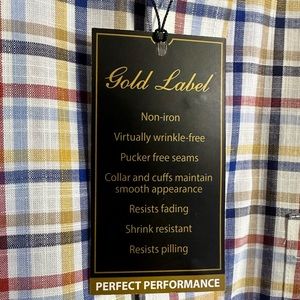 Gold Label
Non-iron
Virtually wrinkle-free
Pucker free seams
Collar and cuffs maintain
smooth appearance
Resists fading
Shrink resistant
Resists pilling
PERFECT PERFORMANCE